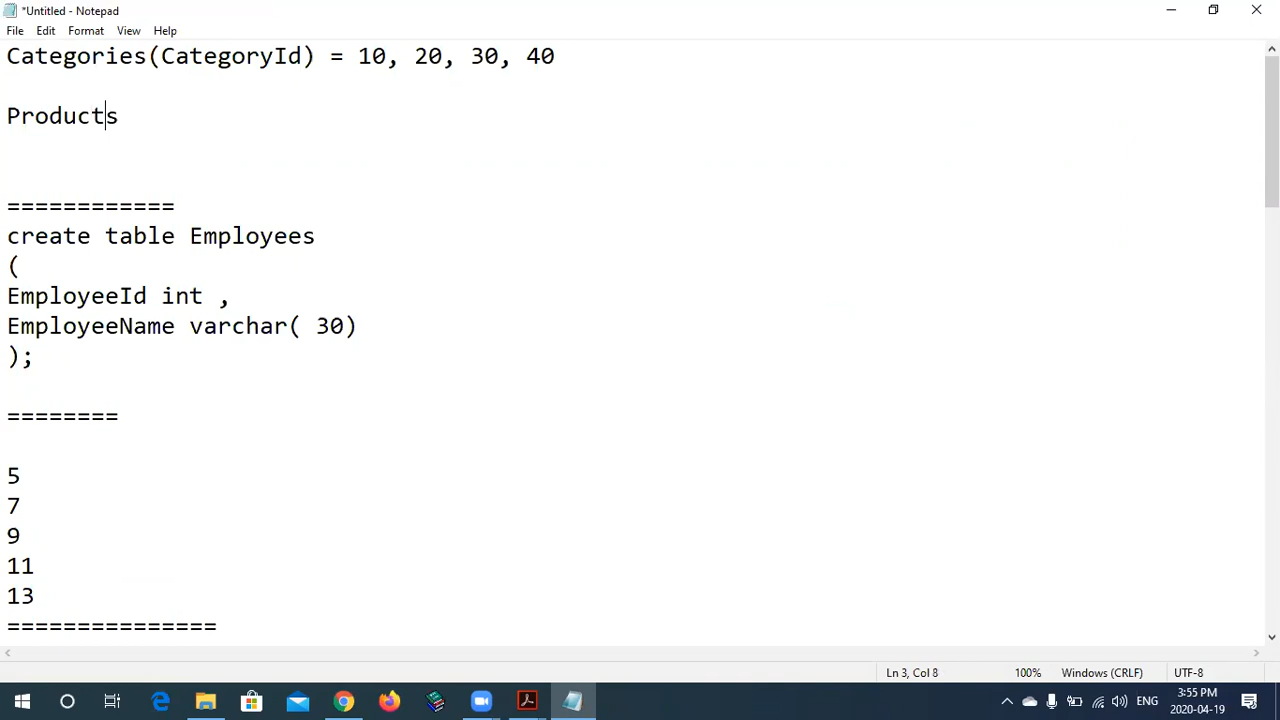 *Untitled - Notepad
File Edit Format View Help
Categories(CategoryId) = 10, 20, 30, 40
Products
============
create table Employees
(
EmployeeId int ,
EmployeeName varchar( 30)
);
========
5
7
9
11
13
===============
Ln 3, Col 8 100% Windows (CRLF) UTF-8
ENG 3:55 PM
2020-04-19